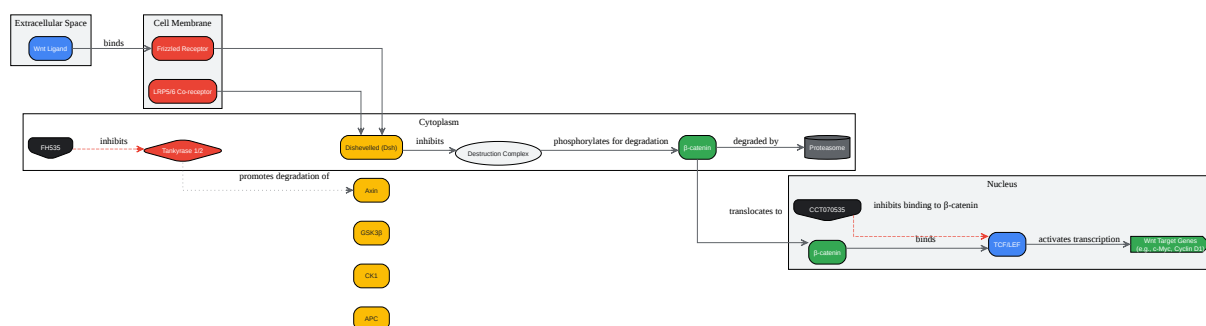 Extracellular Space
Cell Membrane
Wnt Ligand
binds
Frizzled Receptor
LRP5/6 Co-receptor
Cytoplasm
FH535
inhibits
Tankyrase 1/2
Dishevelled (Dsh)
inhibits
Destruction Complex
phosphorylates for degradation
β-catenin
degraded by
Proteasome
promotes degradation of
Axin
GSK3β
CK1
APC
translocates to
Nucleus
CCT070535
inhibits binding to β-catenin
β-catenin
binds
TCF/LEF
activates transcription
Wnt Target Genes
(e.g., c-Myc, Cyclin D1)